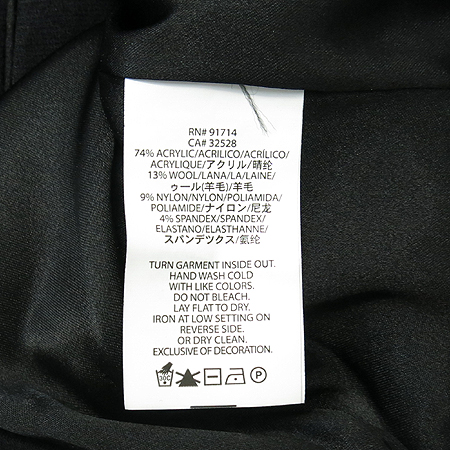 RN# 91714
CA# 32528
74% ACRYLIC/ACRILICO/ACRÍLICO/
ACRYLIQUE/アクリル/晴纶
13% WOOL/LANA/LA/LAINE/
ゥール(羊毛)/羊毛
9% NYLON/NYLON/POLIAMIDA/
POLIAMIDE/ナイロン/尼龙
4% SPANDEX/SPANDEX/
ELASTANO/ELASTHANNE/
スパンデツクス/氨纶
TURN GARMENT INSIDE OUT.
HAND WASH COLD
WITH LIKE COLORS.
DO NOT BLEACH.
LAY FLAT TO DRY.
IRON AT LOW SETTING ON
REVERSE SIDE.
OR DRY CLEAN.
EXCLUSIVE OF DECORATION.
30C P